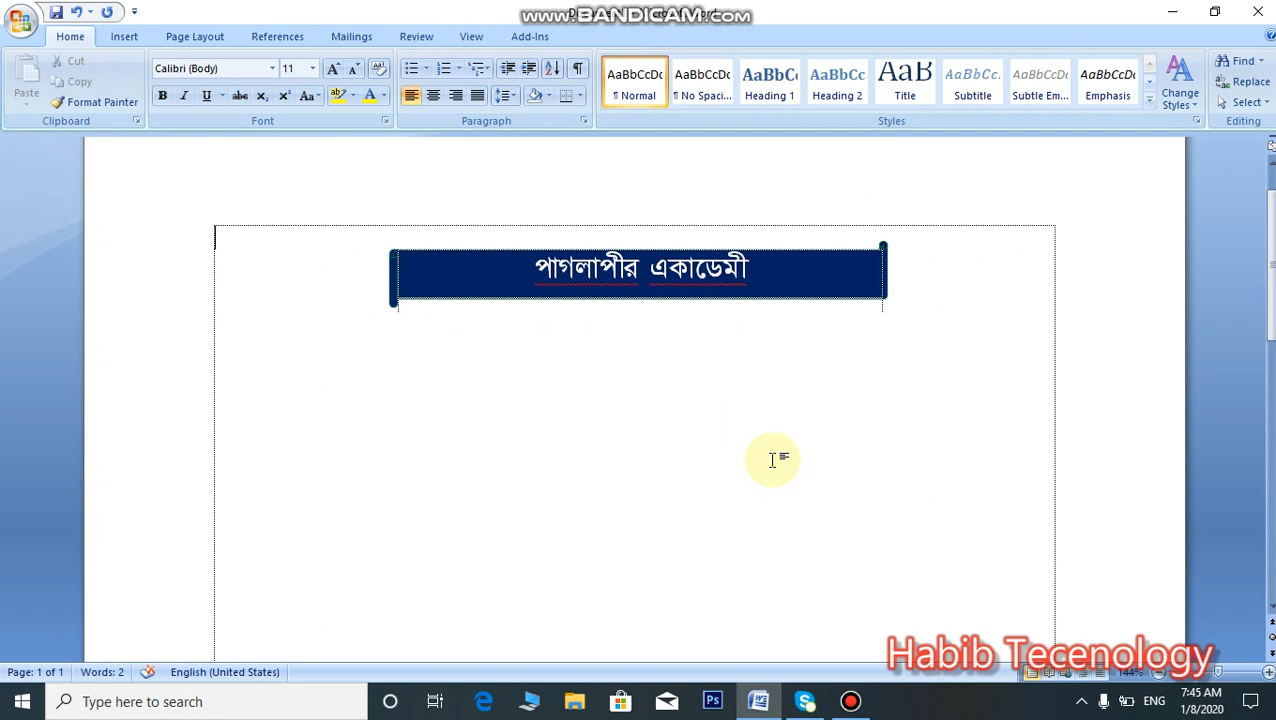 www.BANDICAM.com
Home Insert Page Layout References Mailings Review View Add-Ins
Paste
Cut
Copy
Format Painter
Clipboard
Calibri (Body) 11
Font
Paragraph
AaBbCcDc AaBbCcDc AaBbC AaBbCc AaB AaBbCc. AaBbCcDc AaBbCcDc
¶ Normal ¶ No Spaci... Heading 1 Heading 2 Title Subtitle Subtle Em... Emphasis
Change Styles
Styles
Find
Replace
Select
Editing
পাগলাপীর একাডেমী
Habib Tecenology
Page: 1 of 1 Words: 2 English (United States) 144%
Type here to search
Ps
ENG
7:45 AM
1/8/2020